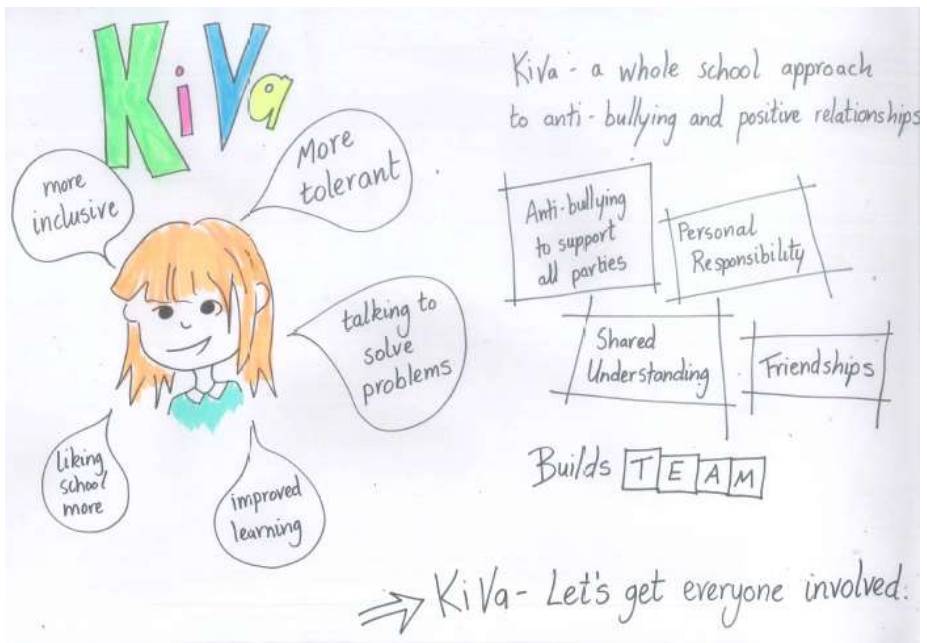 KiVa
more
inclusive
More
tolerant
talking to
solve
problems
liking
school
more
improved
learning
KiVa - a whole school approach
to anti-bullying and positive relationships
Anti-bullying
to support
all parties
Personal
Responsibility
Shared
Understanding
Friendships
Builds TEAM
KiVa- Let's get everyone involved.